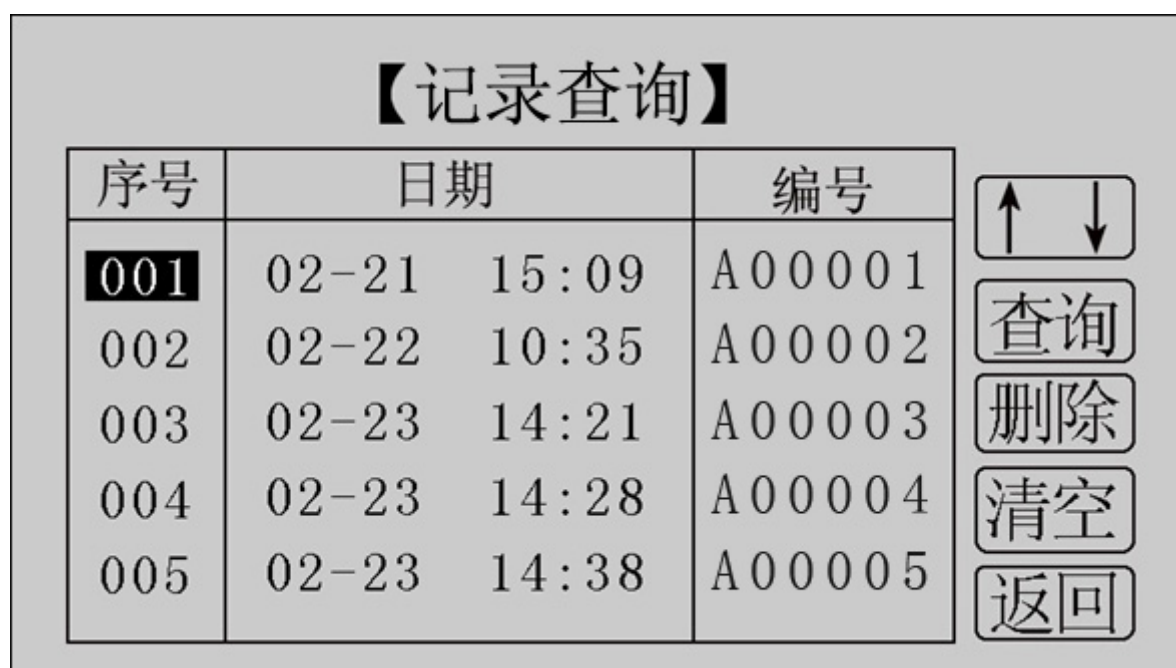 【记录查询】
序号 日期 编号
↑ ↓
001 02-21 15:09 A00001
查询
002 02-22 10:35 A00002
删除
003 02-23 14:21 A00003
清空
004 02-23 14:28 A00004
返回
005 02-23 14:38 A00005